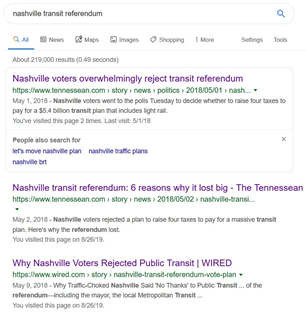 nashville transit referendum
All News Maps Images Shopping More Settings Tools
About 219,000 results (0.49 seconds)
Nashville voters overwhelmingly reject transit referendum
https://www.tennessean.com › story › news › politics › 2018/05/01 › nash...
May 1, 2018 - Nashville voters went to the polls Tuesday to decide whether to raise four taxes to
pay for a $5.4 billion transit plan that includes light rail.
You've visited this page 2 times. Last visit: 5/1/18
People also search for
let's move nashville plan nashville traffic plans
nashville brt
Nashville transit referendum: 6 reasons why it lost big - The Tennessean
https://www.tennessean.com › story › news › 2018/05/02 › nashville-transi...
May 2, 2018 - Nashville voters rejected a plan to raise four taxes to pay for a massive transit
plan. Here's why the referendum lost.
You visited this page on 8/26/19.
Why Nashville Voters Rejected Public Transit | WIRED
https://www.wired.com › story › nashville-transit-referendum-vote-plan
May 9, 2018 - Why Traffic-Choked Nashville Said 'No Thanks' to Public Transit ... of the
referendum—including the mayor, the local Metropolitan Transit ...
You visited this page on 8/26/19.